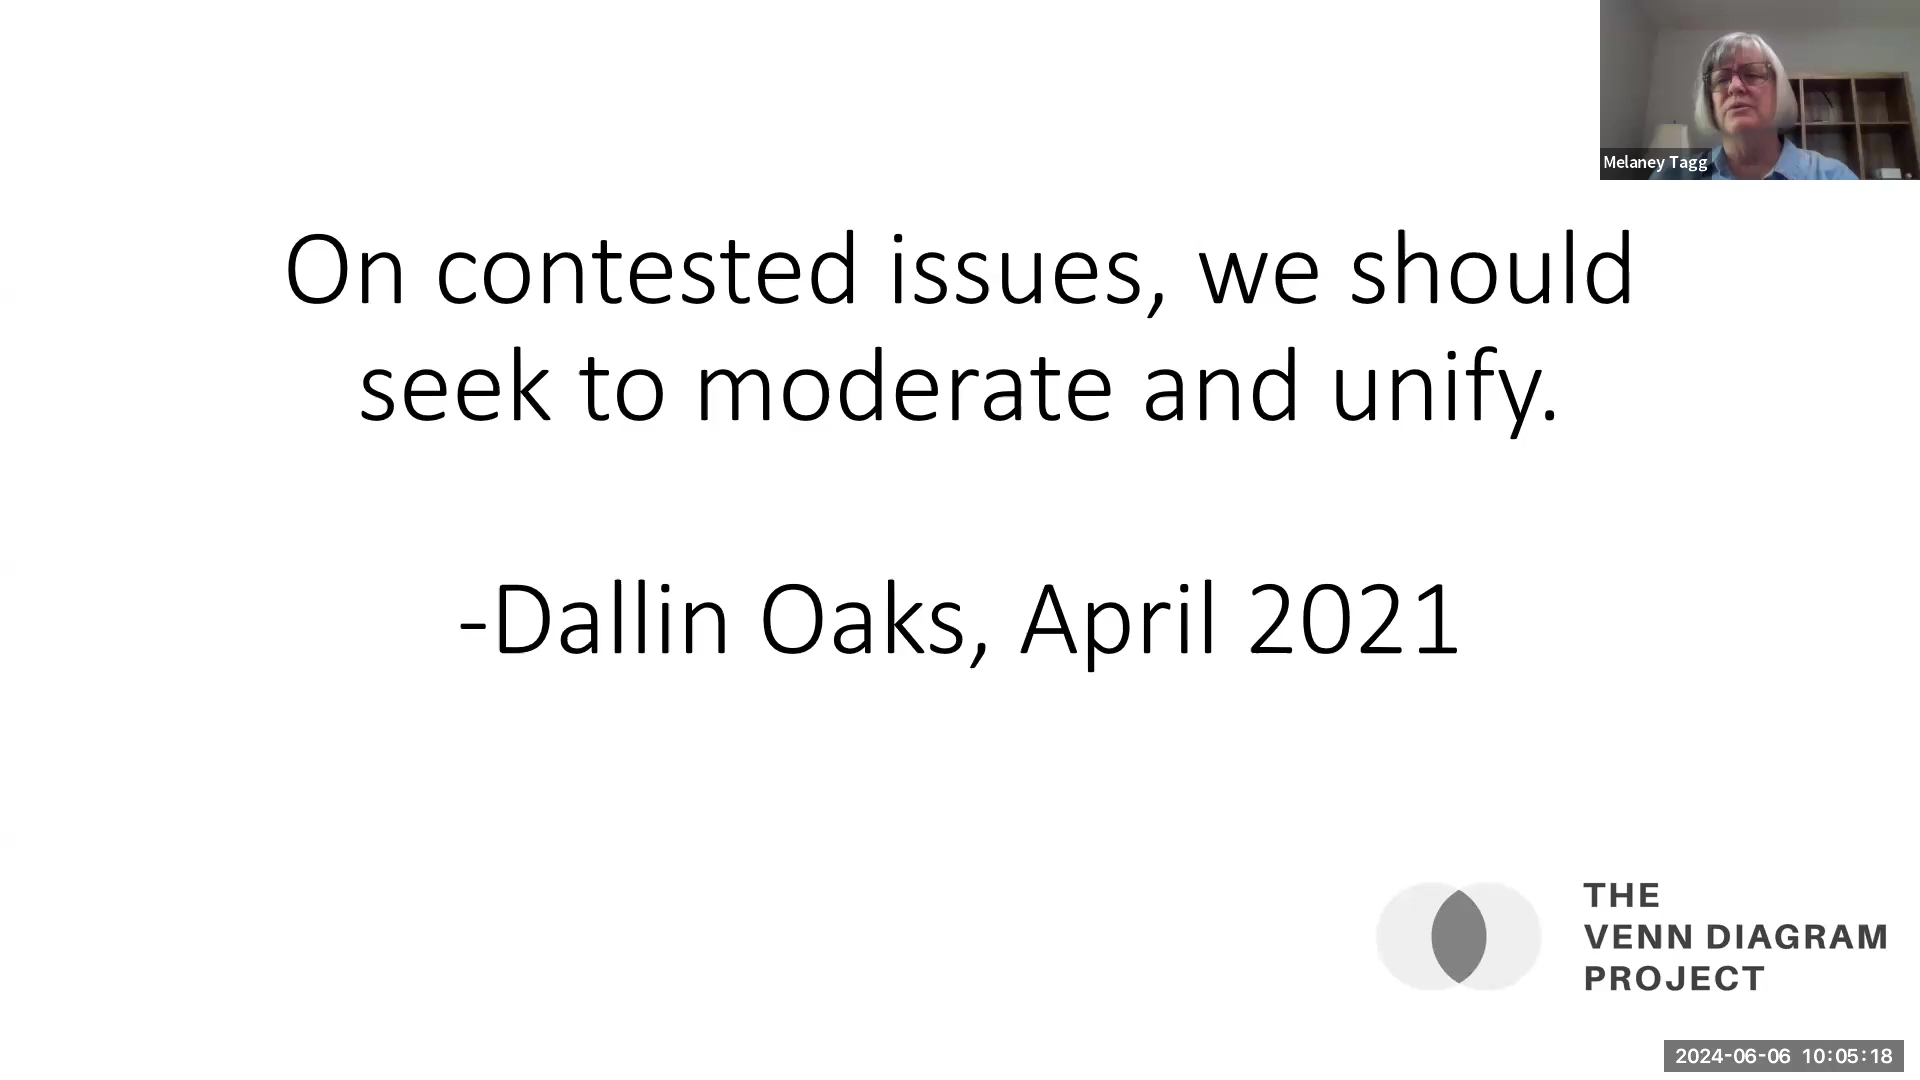 Melaney Tagg
On contested issues, we should
seek to moderate and unify.
-Dallin Oaks, April 2021
THE
VENN DIAGRAM
PROJECT
2024-06-06 10:05:18